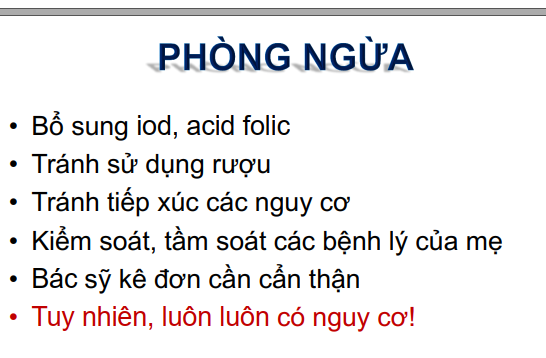 PHÒNG NGỪA
• Bổ sung iod, acid folic
• Tránh sử dụng rượu
• Tránh tiếp xúc các nguy cơ
• Kiểm soát, tầm soát các bệnh lý của mẹ
• Bác sỹ kê đơn cần cẩn thận
• Tuy nhiên, luôn luôn có nguy cơ!